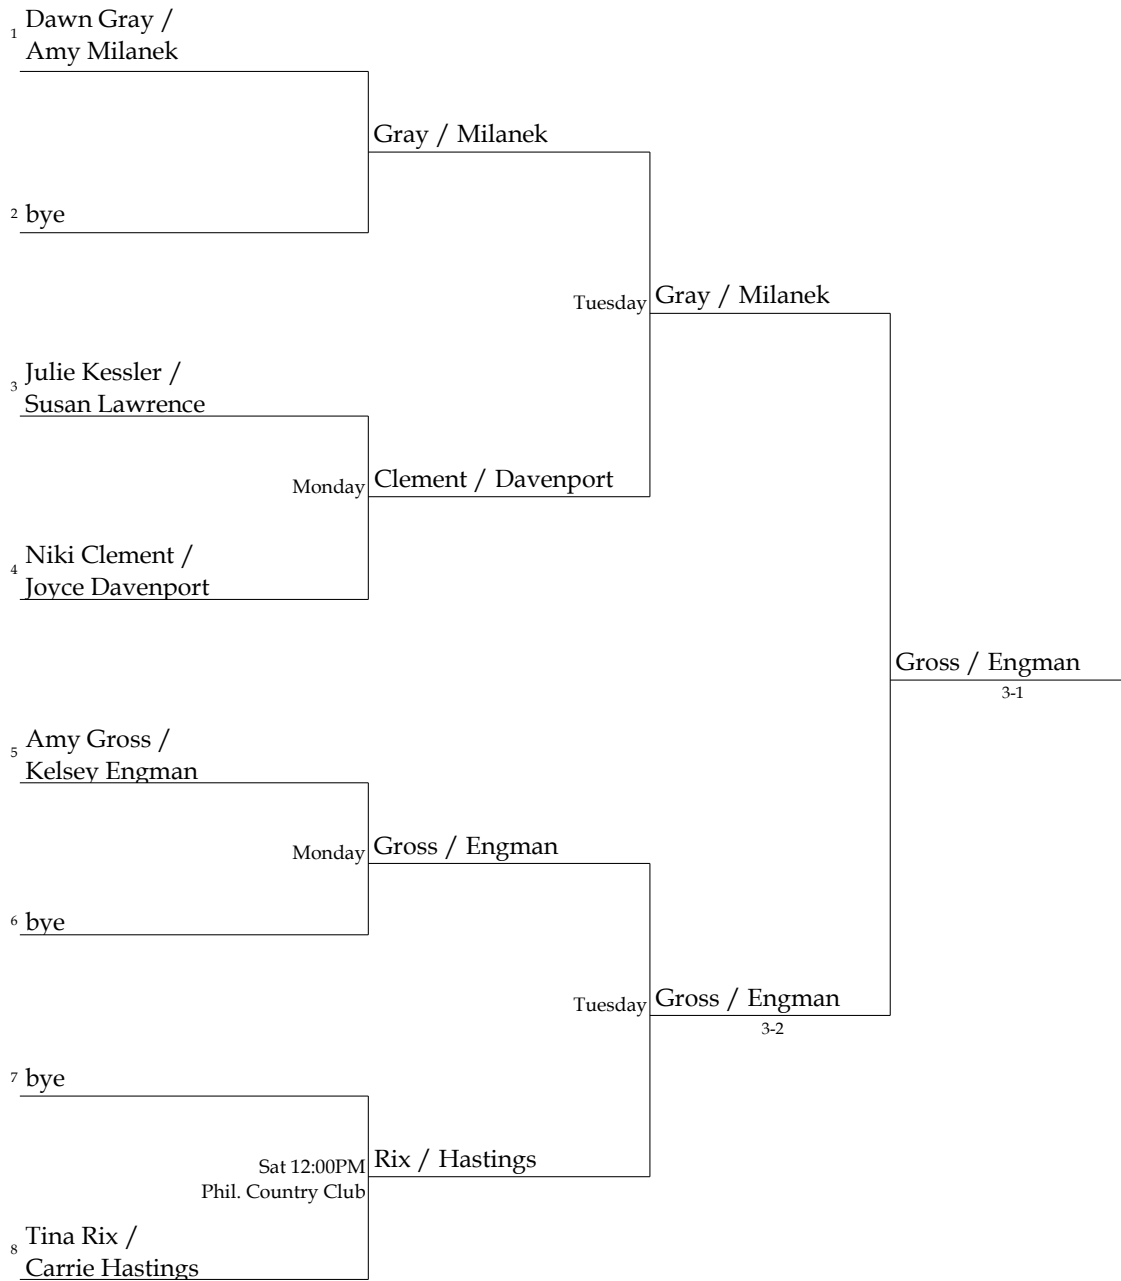 1 Dawn Gray /
Amy Milanek
Gray / Milanek
2 bye
Tuesday Gray / Milanek
3 Julie Kessler /
Susan Lawrence
Monday Clement / Davenport
4 Niki Clement /
Joyce Davenport
Gross / Engman
3-1
5 Amy Gross /
Kelsey Engman
Monday Gross / Engman
6 bye
Tuesday Gross / Engman
3-2
7 bye
Sat 12:00PM Rix / Hastings
Phil. Country Club
8 Tina Rix /
Carrie Hastings